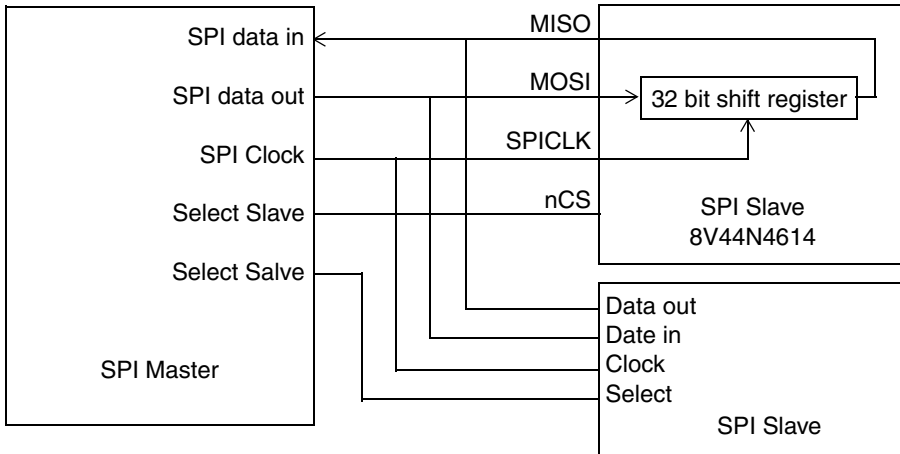 SPI data in
SPI data out
SPI Clock
Select Slave
Select Salve
SPI Master
MISO
MOSI
SPICLK
nCS
32 bit shift register
SPI Slave
8V44N4614
Data out
Date in
Clock
Select
SPI Slave